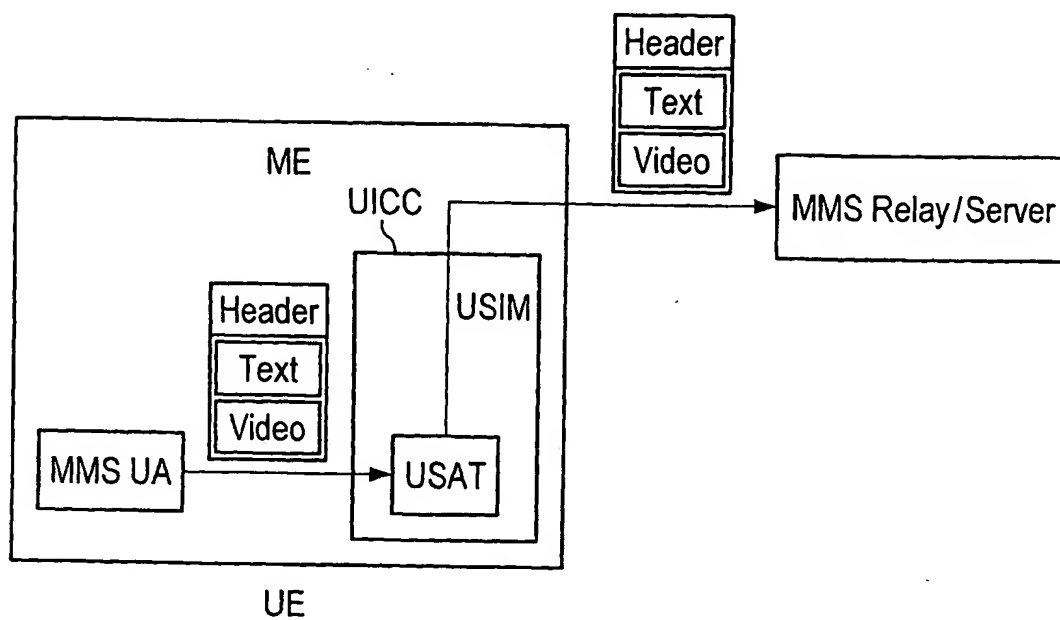 Header
Text
Video
ME
UICC
MMS Relay/Server
USIM
Header
Text
Video
MMS UA
USAT
UE